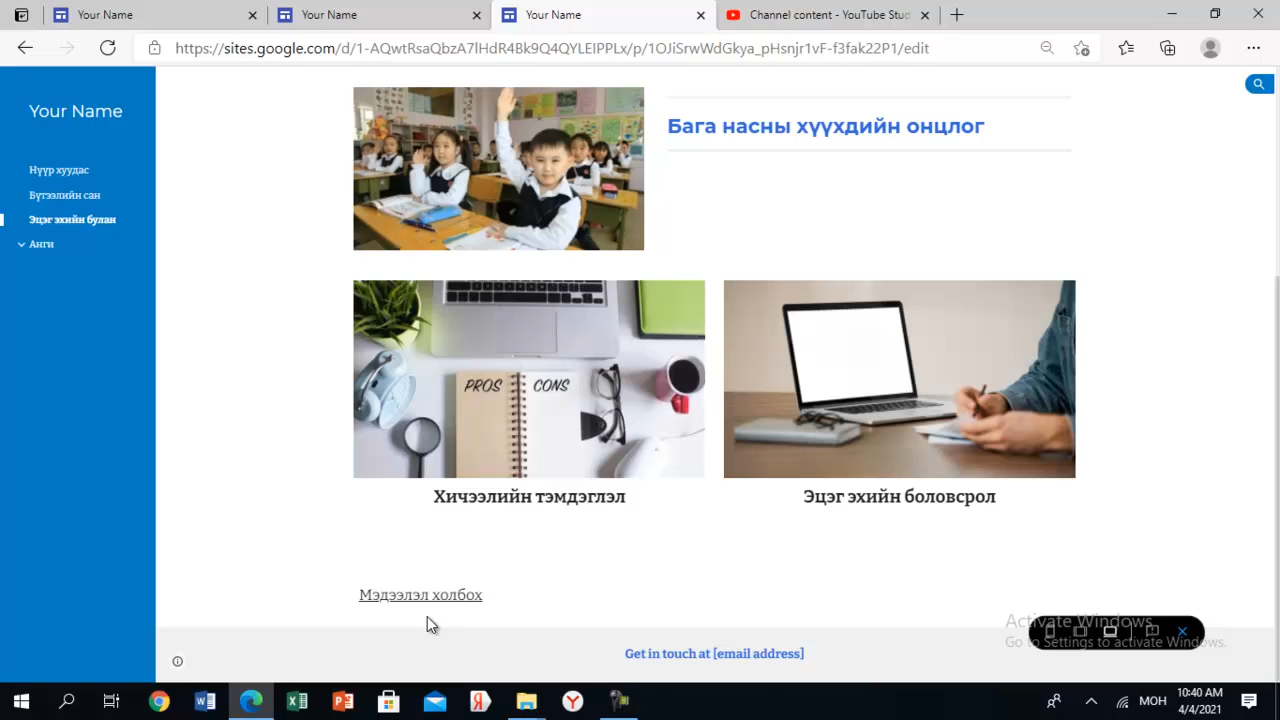 Your Name
Your Name
Your Name
Channel content - YouTube Stud
https://sites.google.com/d/1-AQwtRsaQbzA7lHdR4Bk9Q4QYLEIPPLx/p/1OJiSrwWdGkya_pHsnjr1vF-f3fak22P1/edit
Your Name
Нүүр хуудас
Бүтээлийн сан
Эцэг эхийн булан
Анги
Бага насны хүүхдийн онцлог
PROS
CONS
Хичээлийн тэмдэглэл
Эцэг эхийн боловсрол
Мэдээлэл холбох
Activate Windows
Go to Settings to activate Windows.
Get in touch at [email address]
МОН
10:40 AM
4/4/2021